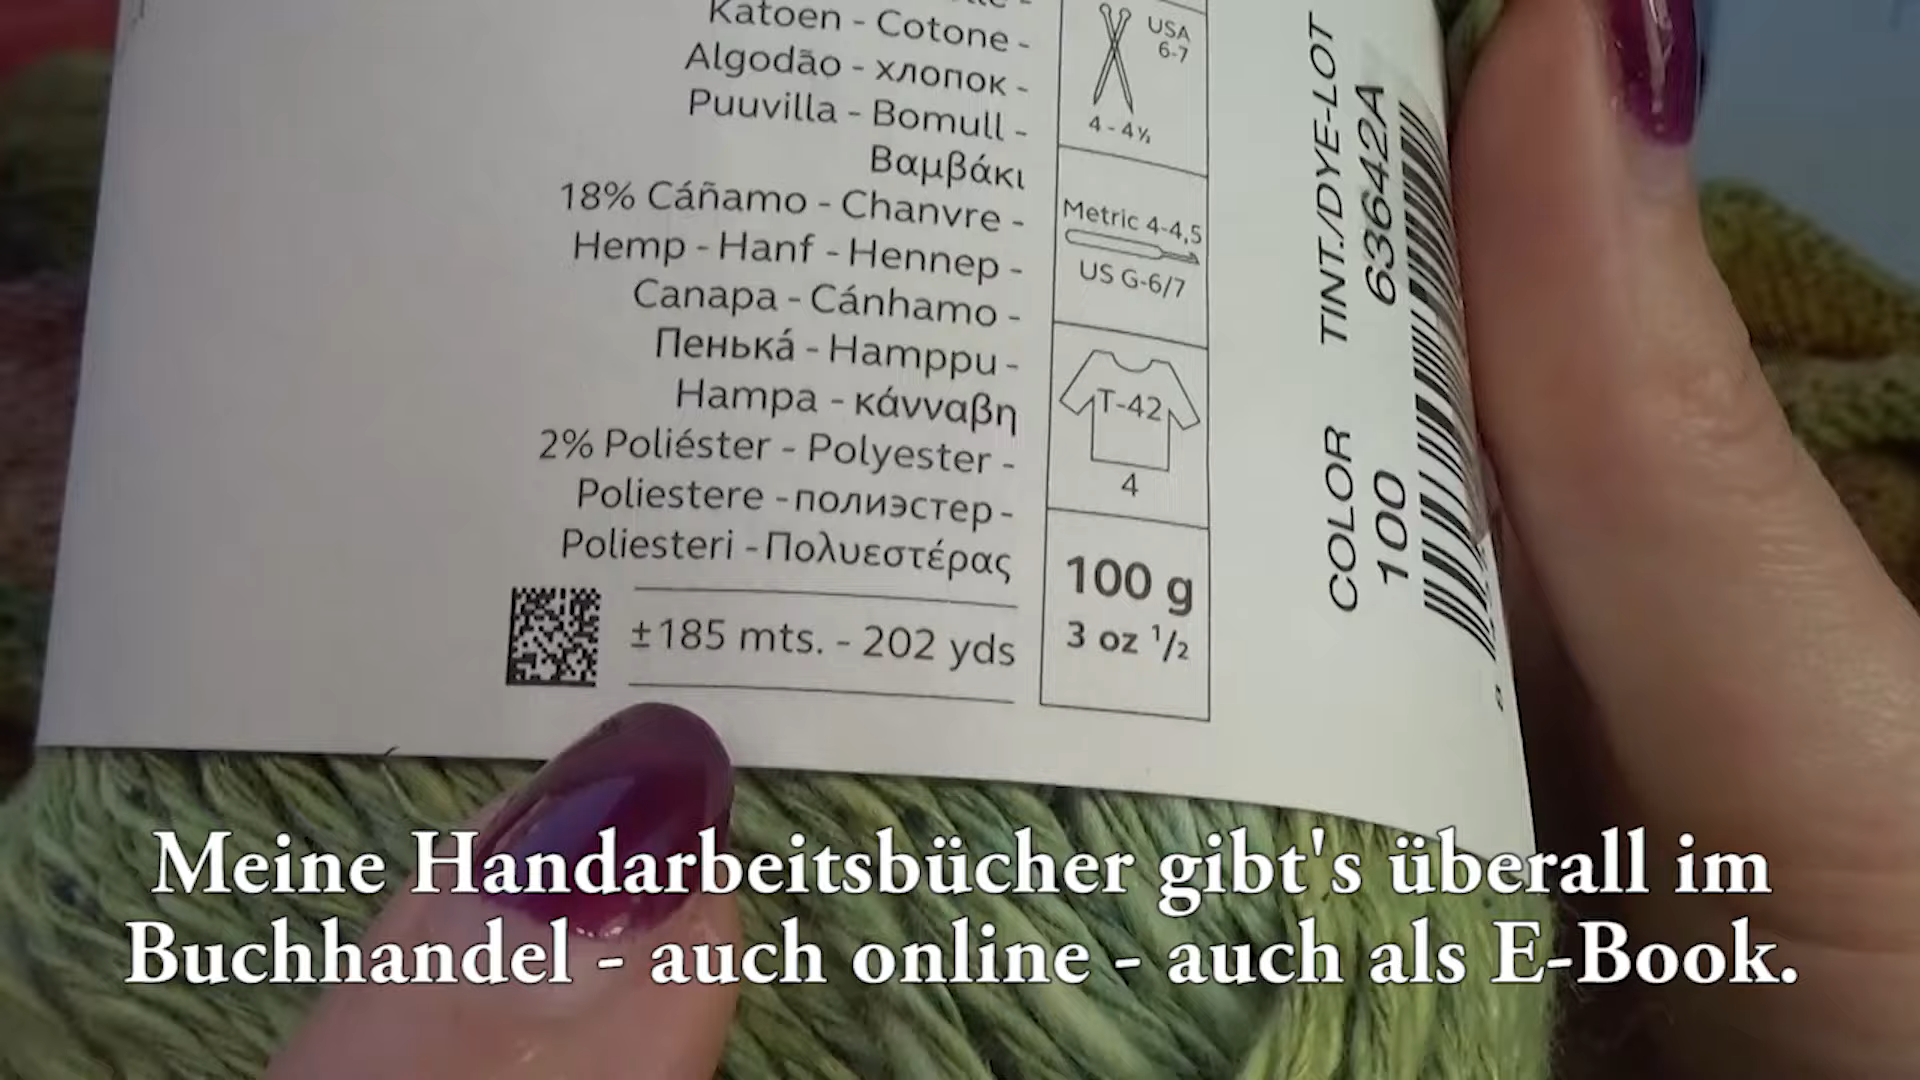 Katoen - Cotone -
Algodão - хлопок -
Puuvilla - Bomull -
Βαμβάκι
18% Cáñamo - Chanvre -
Hemp - Hanf - Hennep -
Canapa - Cánhamo -
Пенька́ - Hamppu -
Hampa - κάνναβη
2% Poliéster - Polyester -
Poliestere - полиэстер -
Poliesteri - Πολυεστέρας
±185 mts. - 202 yds
USA
6-7
4 - 4½
Metric 4-4,5
US G-6/7
T-42
4
100 g
3 oz ½
COLOR TINT./DYE-LOT
100 63642A
Meine Handarbeitsbücher gibt's überall im
Buchhandel - auch online - auch als E-Book.